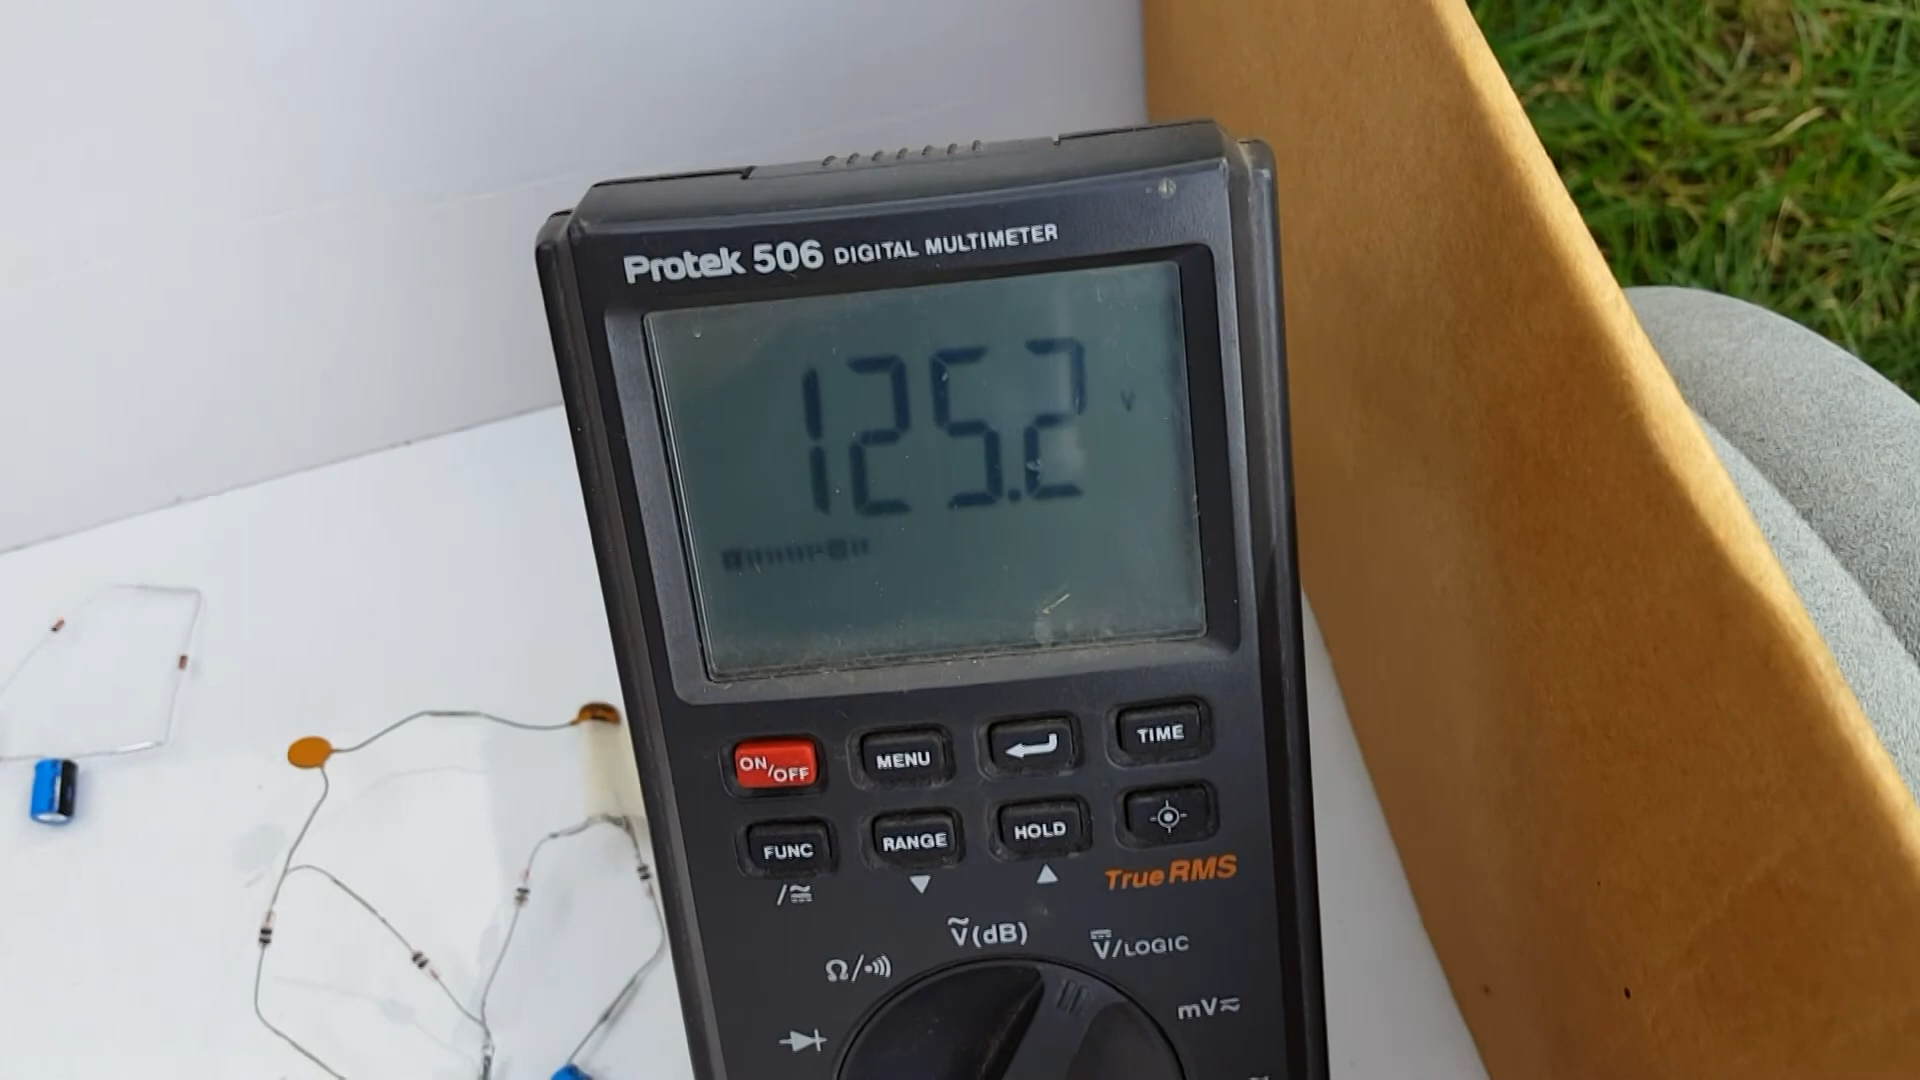 Protek 506 DIGITAL MULTIMETER
125.2 V
ON/OFF MENU TIME
FUNC RANGE HOLD
True RMS
V(dB)
V/LOGIC
Ω/
mV